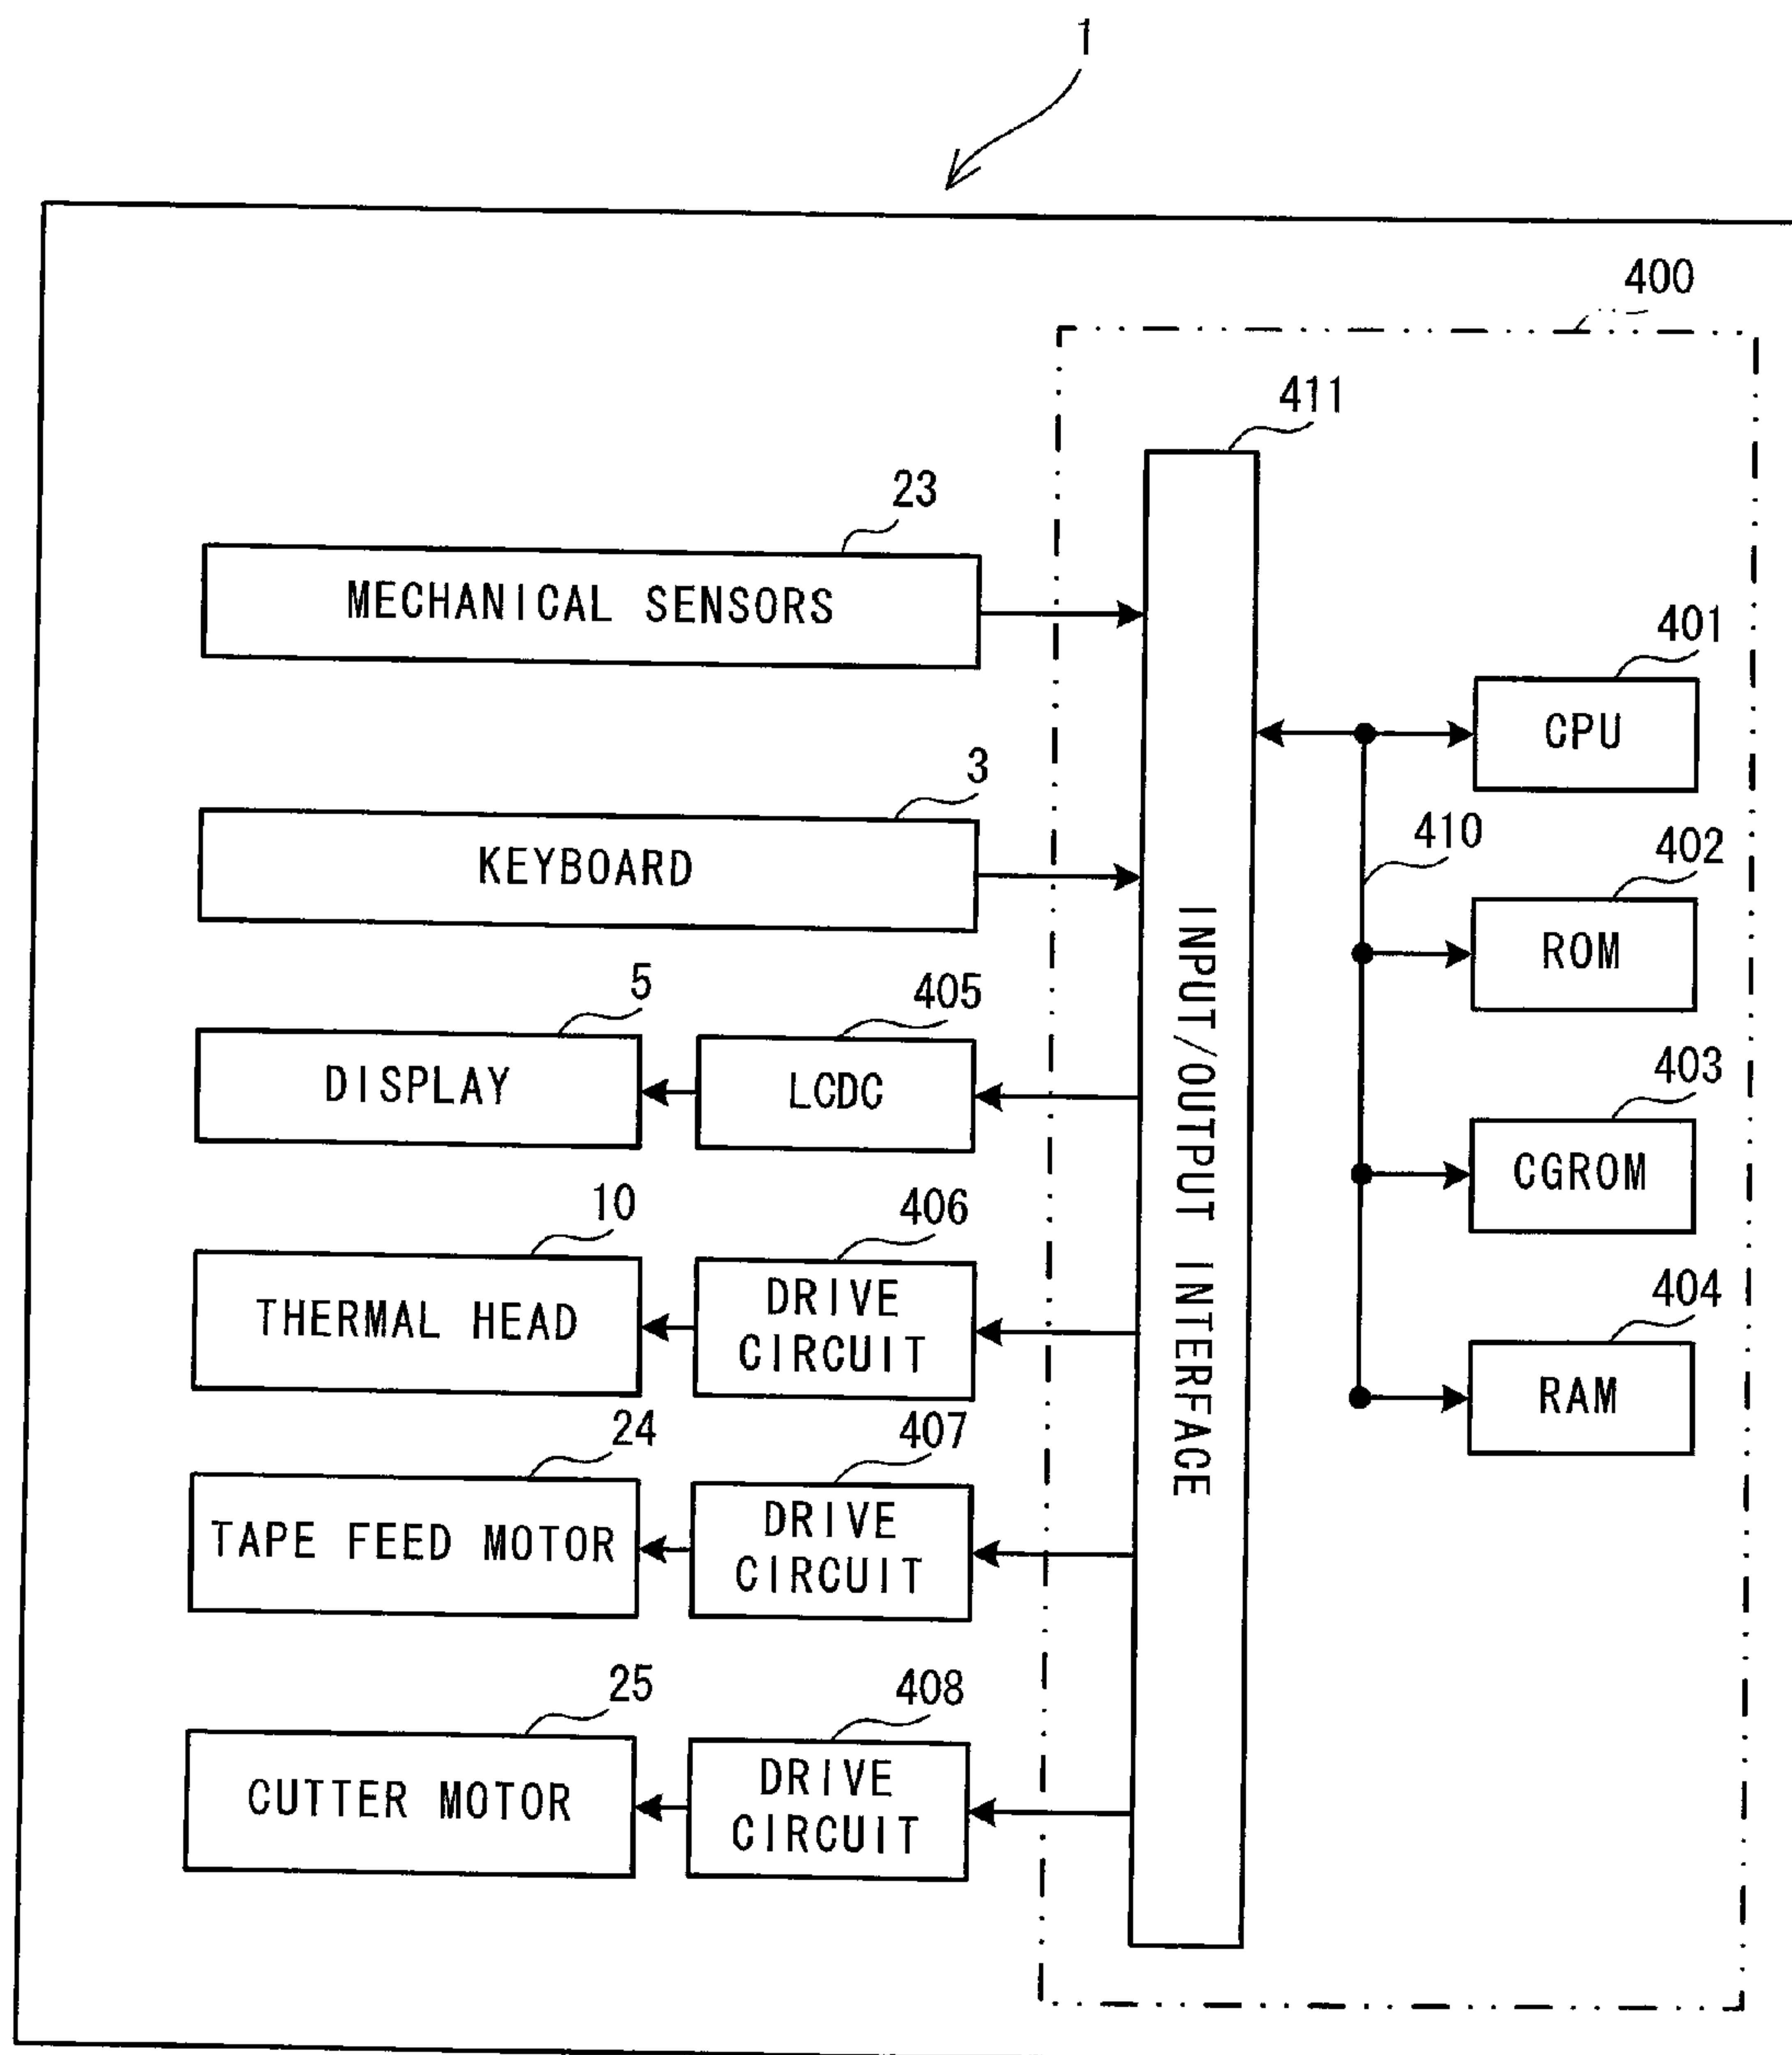 1
400
411
23
MECHANICAL SENSORS
401
CPU
3
KEYBOARD
410
402
ROM
INPUT/OUTPUT INTERFACE
5
DISPLAY
405
LCDC
403
CGROM
10
THERMAL HEAD
406
DRIVE
CIRCUIT
404
RAM
24
TAPE FEED MOTOR
407
DRIVE
CIRCUIT
25
CUTTER MOTOR
408
DRIVE
CIRCUIT